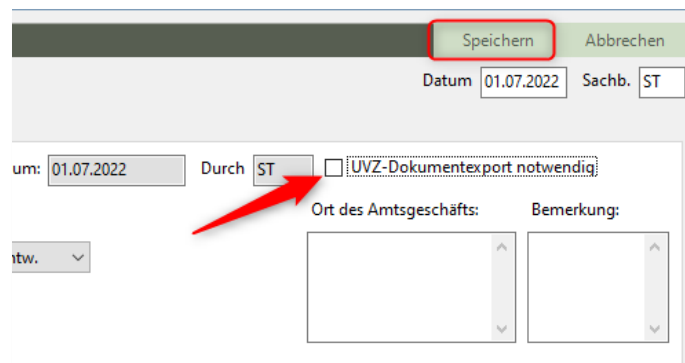 Speichern Abbrechen
Datum 01.07.2022 Sachb. ST
um: 01.07.2022 Durch ST UVZ-Dokumentexport notwendig
Ort des Amtsgeschäfts: Bemerkung:
ntw.